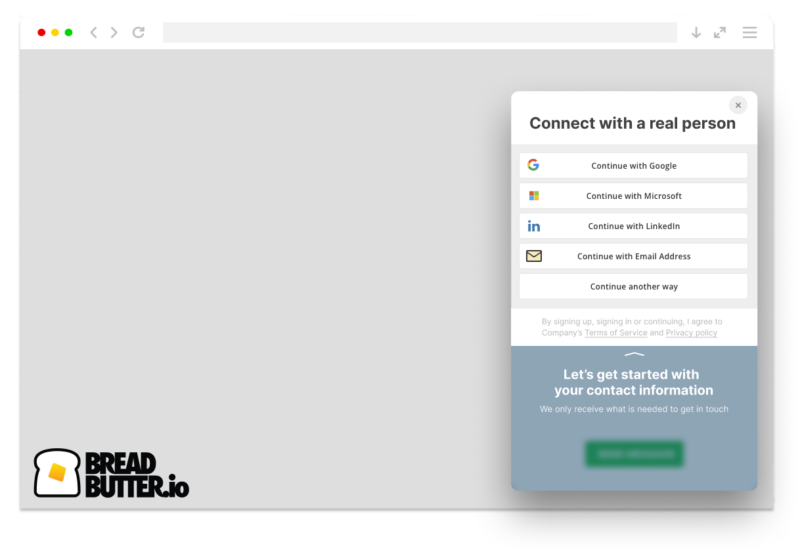 Connect with a real person
Continue with Google
Continue with Microsoft
in
Continue with LinkedIn
Continue with Email Address
Continue another way
By signing up, signing in or continuing, I agree to
Company's Terms of Service and Privacy policy
Let's get started with
your contact information
We only receive what is needed to get in touch
BREAD
BUTTER.io